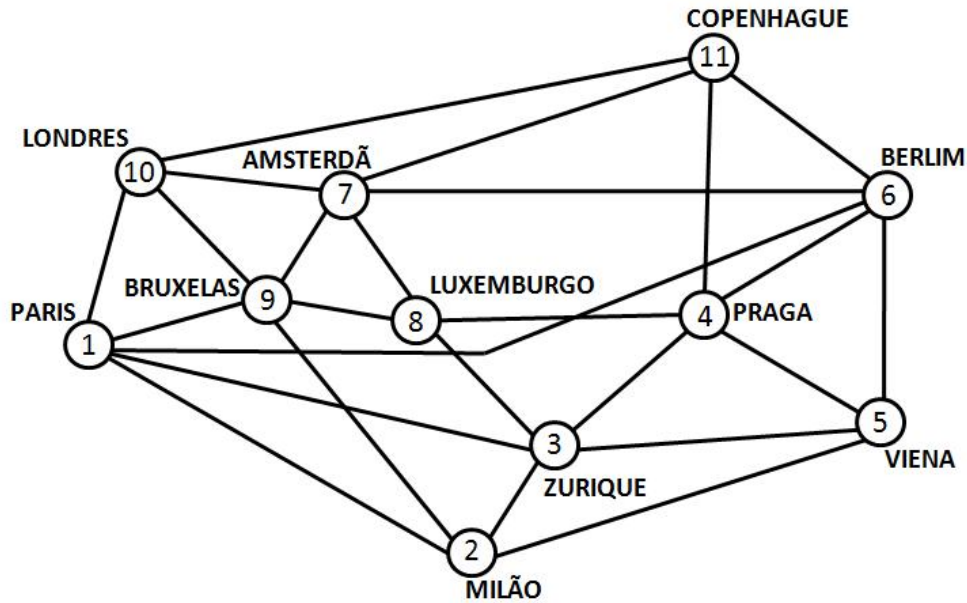 COPENHAGUE
11
LONDRES
10
AMSTERDÃ
7
BERLIM
6
BRUXELAS
9
LUXEMBURGO
8
PARIS
1
4
PRAGA
3
ZURIQUE
5
VIENA
2
MILÃO